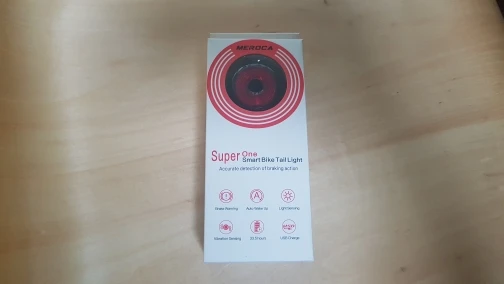 MEROCA
Super One
Smart Bike Tail Light
Accurate detection of braking action
Brake Warning
Auto Wake Up
Light Sensing
Vibration Sensing
USB Charge